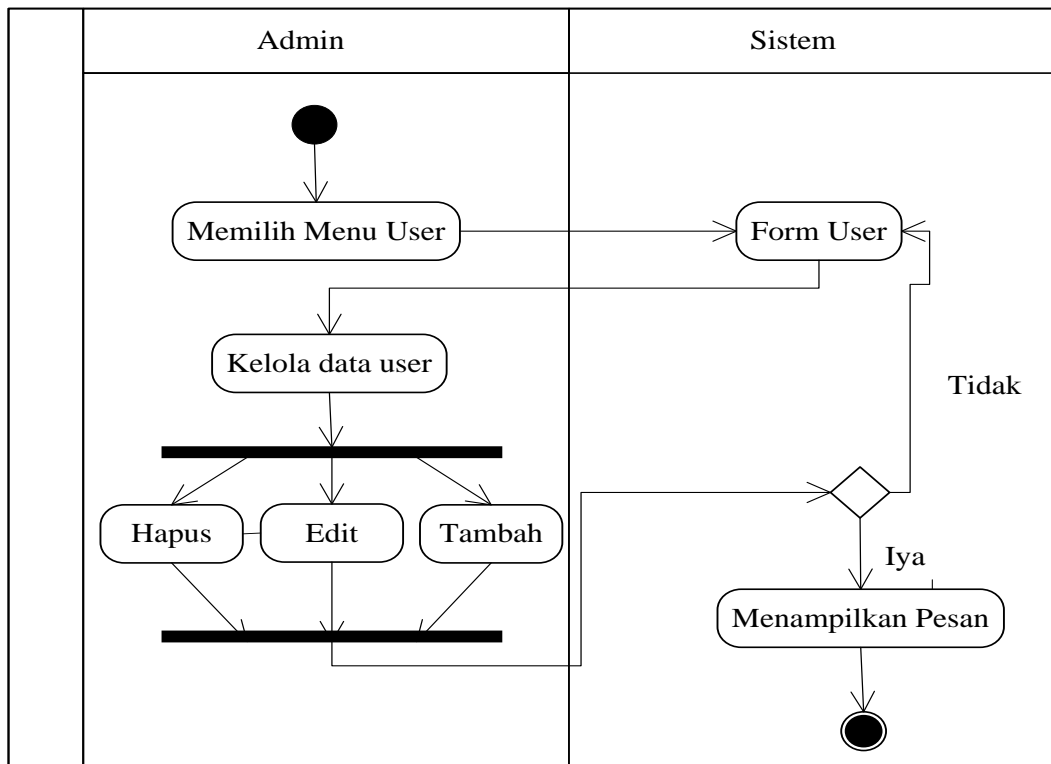 Admin
Sistem
Memilih Menu User
Form User
Kelola data user
Tidak
Hapus
Edit
Tambah
Iya
Menampilkan Pesan